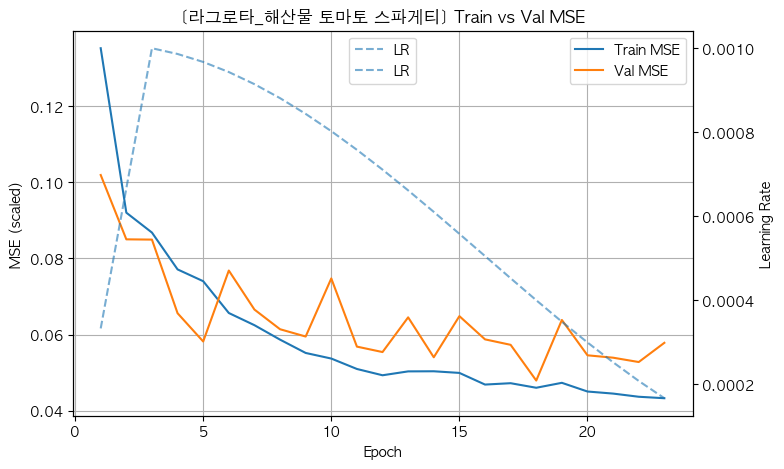 [라그로타_해산물 토마토 스파게티] Train vs Val MSE
LR
LR
Train MSE
Val MSE
MSE (scaled)
0.12
0.10
0.08
0.06
0.04
0.0010
0.0008
0.0006
0.0004
0.0002
Learning Rate
0
5
10
15
20
Epoch